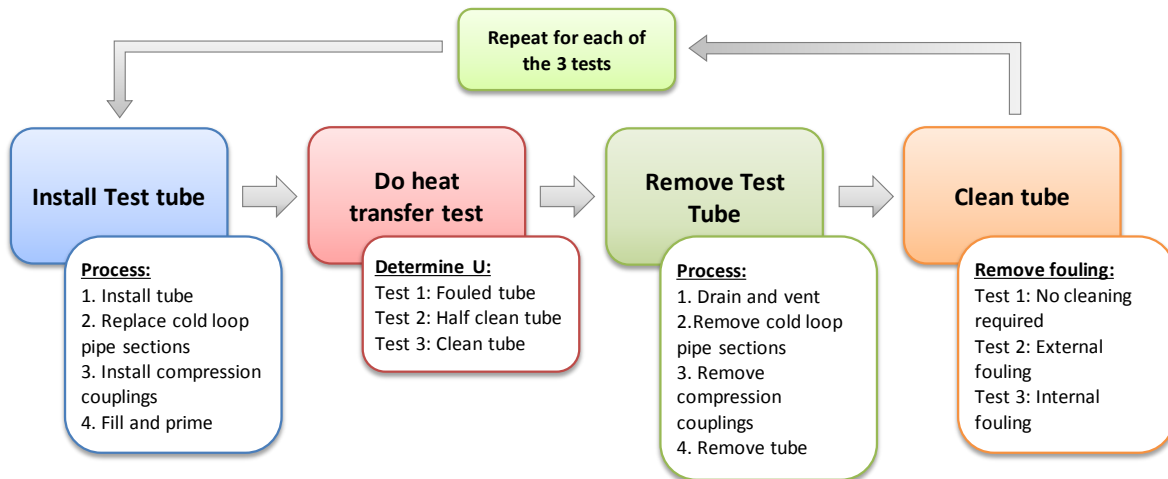 Repeat for each of
the 3 tests
Install Test tube
Process:
1. Install tube
2. Replace cold loop
pipe sections
3. Install compression
couplings
4. Fill and prime
Do heat
transfer test
Determine U:
Test 1: Fouled tube
Test 2: Half clean tube
Test 3: Clean tube
Remove Test
Tube
Process:
1. Drain and vent
2.Remove cold loop
pipe sections
3. Remove
compression
couplings
4. Remove tube
Clean tube
Remove fouling:
Test 1: No cleaning
required
Test 2: External
fouling
Test 3: Internal
fouling